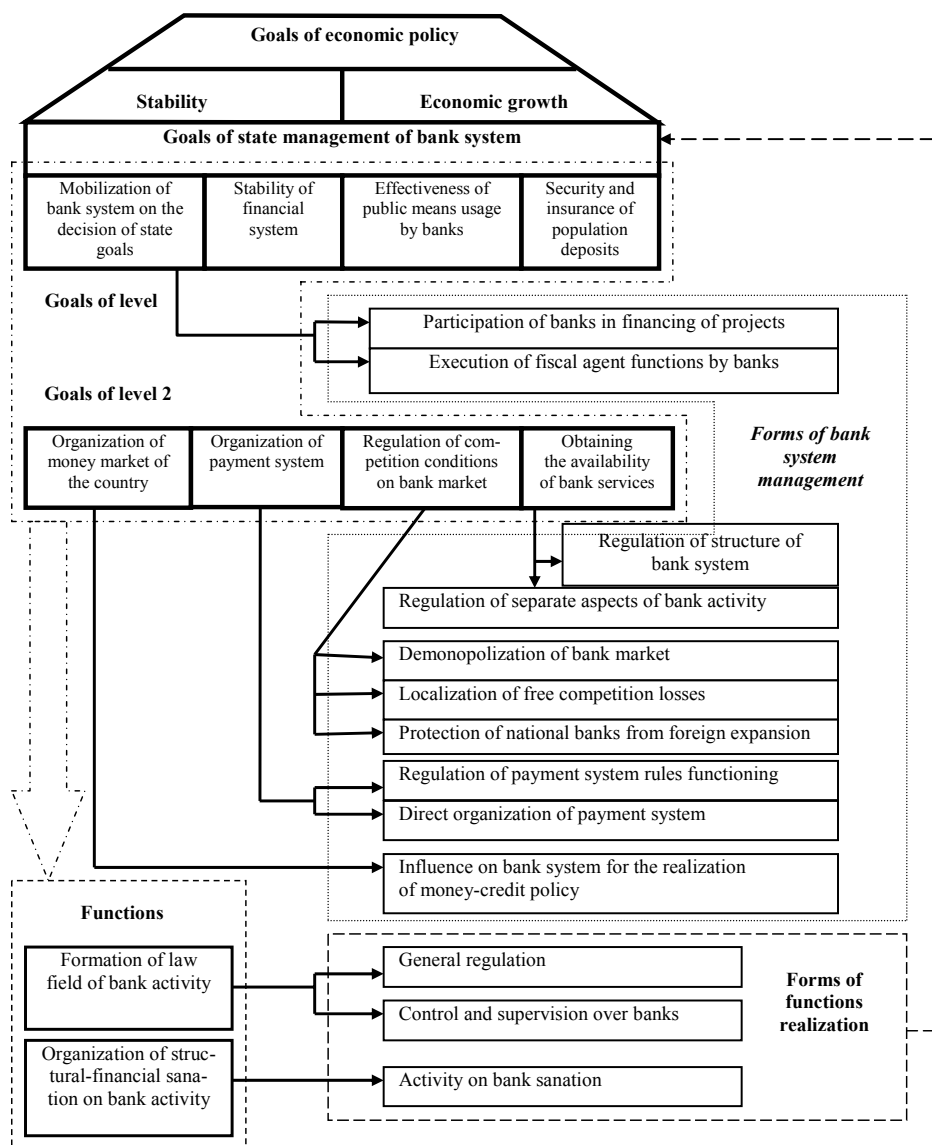 Goals of economic policy
Stability
Economic growth
Goals of state management of bank system
Mobilization of
bank system on the
decision of state
goals
Stability of
financial
system
Effectiveness of
public means usage
by banks
Security and
insurance of
population
deposits
Goals of level
Participation of banks in financing of projects
Execution of fiscal agent functions by banks
Goals of level 2
Organization of
money market of
the country
Organization of
payment system
Regulation of com-
petition conditions
on bank market
Obtaining
the availability
of bank services
Forms of bank
system
management
Regulation of structure of
bank system
Regulation of separate aspects of bank activity
Demonopolization of bank market
Localization of free competition losses
Protection of national banks from foreign expansion
Regulation of payment system rules functioning
Direct organization of payment system
Influence on bank system for the realization
of money-credit policy
Functions
Formation of law
field of bank activity
Organization of struc-
tural-financial sana-
tion on bank activity
General regulation
Control and supervision over banks
Activity on bank sanation
Forms of
functions
realization